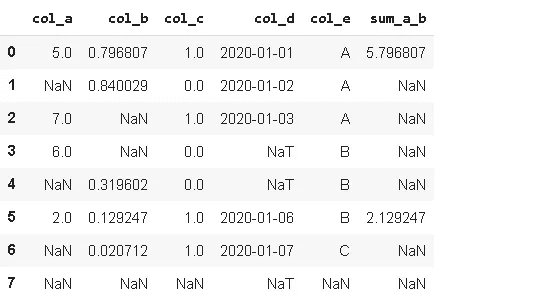 col_a col_b col_c col_d col_e sum_a_b
0 5.0 0.796807 1.0 2020-01-01 A 5.796807
1 NaN 0.840029 0.0 2020-01-02 A NaN
2 7.0 NaN 1.0 2020-01-03 A NaN
3 6.0 NaN 0.0 NaT B NaN
4 NaN 0.319602 0.0 NaT B NaN
5 2.0 0.129247 1.0 2020-01-06 B 2.129247
6 NaN 0.020712 1.0 2020-01-07 C NaN
7 NaN NaN NaN NaT NaN NaN